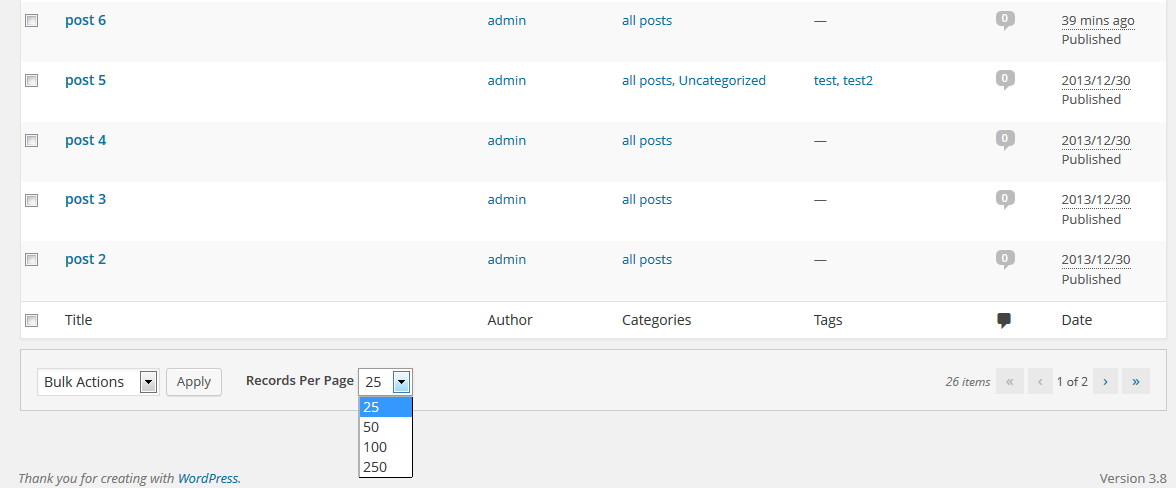 post 6 admin all posts — 0 39 mins ago
Published
post 5 admin all posts, Uncategorized test, test2 0 2013/12/30
Published
post 4 admin all posts — 0 2013/12/30
Published
post 3 admin all posts — 0 2013/12/30
Published
post 2 admin all posts — 0 2013/12/30
Published
Title Author Categories Tags Date
Bulk Actions Apply Records Per Page 25 26 items « ‹ 1 of 2 › »
25
50
100
250
Thank you for creating with WordPress. Version 3.8